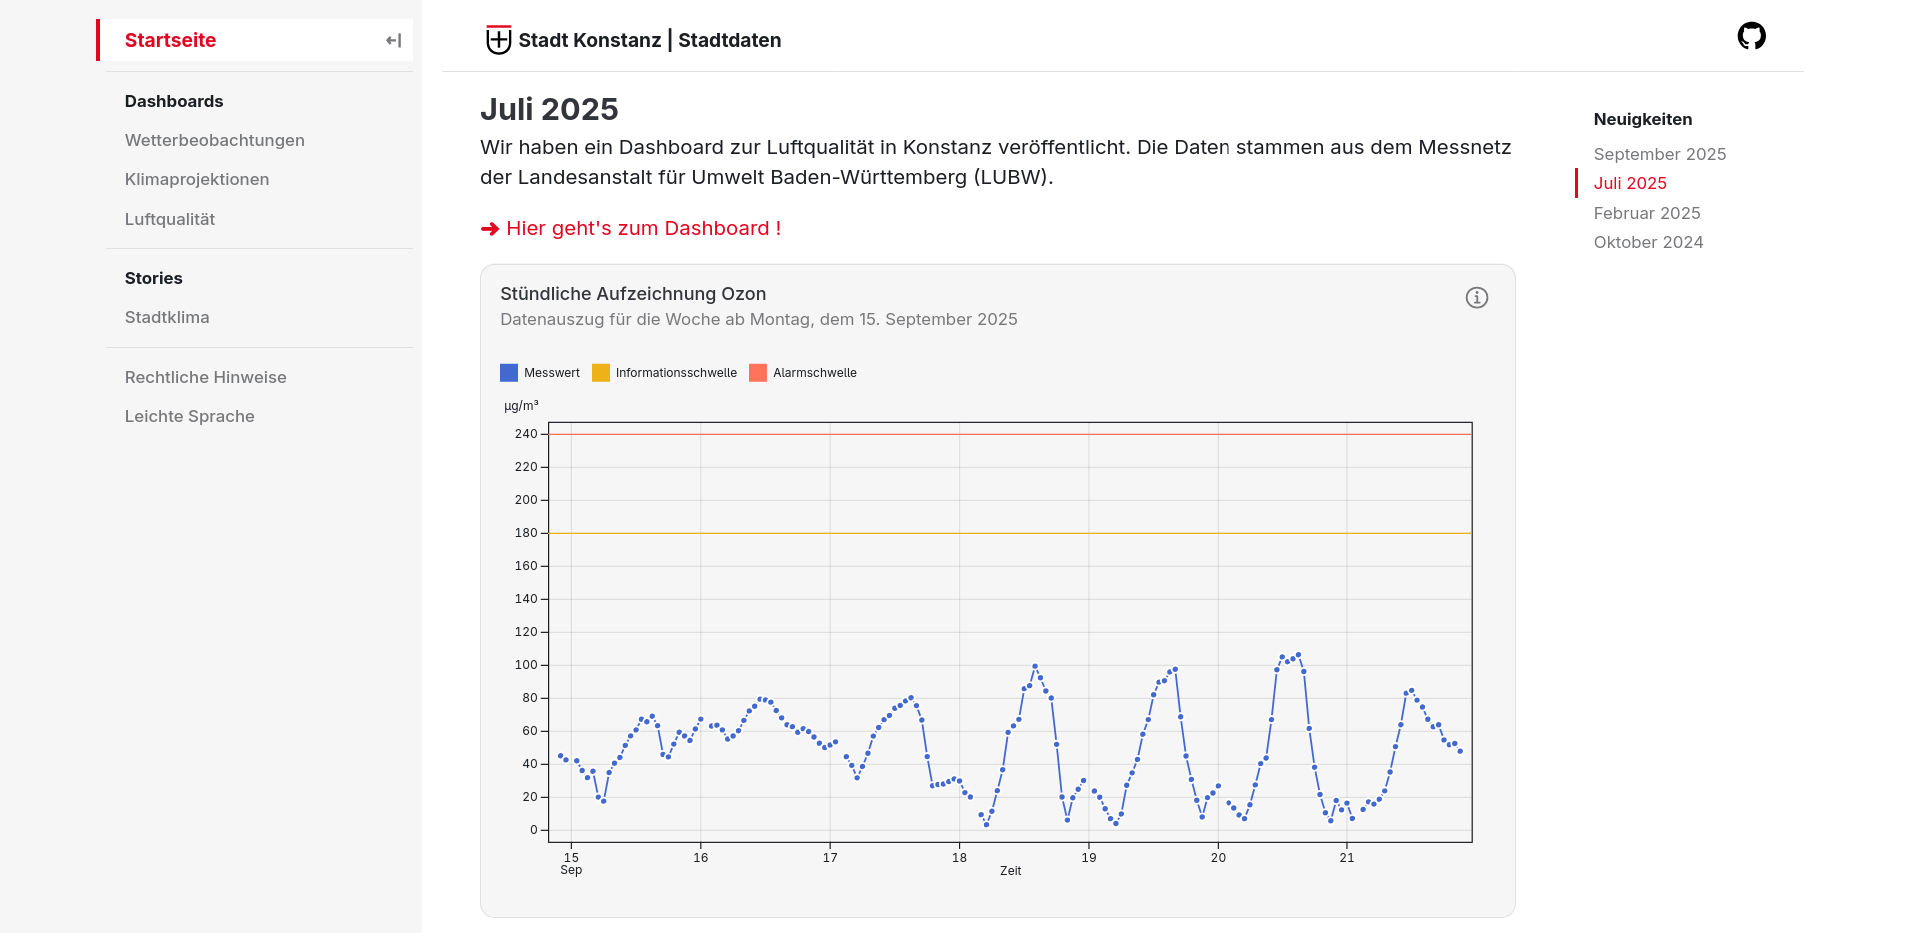 Startseite
Dashboards
Wetterbeobachtungen
Klimaprojektionen
Luftqualität
Stories
Stadtklima
Rechtliche Hinweise
Leichte Sprache
Stadt Konstanz | Stadtdaten
Juli 2025
Wir haben ein Dashboard zur Luftqualität in Konstanz veröffentlicht. Die Daten stammen aus dem Messnetz
der Landesanstalt für Umwelt Baden-Württemberg (LUBW).
➜ Hier geht's zum Dashboard !
Stündliche Aufzeichnung Ozon
Datenauszug für die Woche ab Montag, dem 15. September 2025
Messwert Informationsschwelle Alarmschwelle
µg/m³
240
220
200
180
160
140
120
100
80
60
40
20
0
15 16 17 18 19 20 21
Sep
Zeit
Neuigkeiten
September 2025
Juli 2025
Februar 2025
Oktober 2024